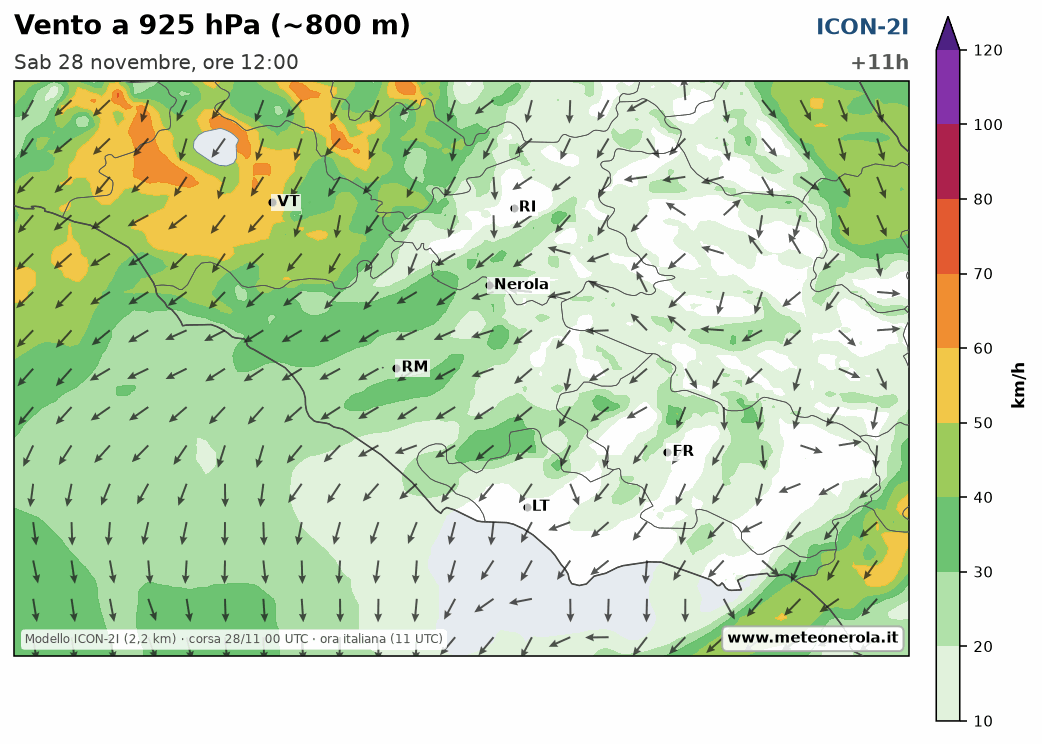 Vento a 925 hPa (~800 m)
ICON-2I
Sab 28 novembre, ore 12:00
+11h
120
100
80
70
60
50
40
30
20
10
km/h
VT
RI
Nerola
RM
FR
LT
Modello ICON-2I (2,2 km) · corsa 28/11 00 UTC · ora italiana (11 UTC)
www.meteonerola.it